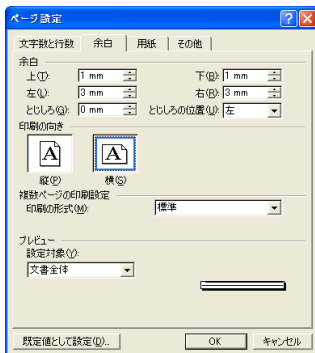 ページ設定
文字数と行数 余白 用紙 その他
余白
上(T): 1 mm 下(B): 1 mm
左(L): 3 mm 右(R): 3 mm
とじしろ(G): 0 mm とじしろの位置(U): 左
印刷の向き
A A
縦(P) 横(S)
複数ページの印刷設定
印刷の形式(M): 標準
プレビュー
設定対象(Y):
文書全体
既定値として設定(D)... OK キャンセル